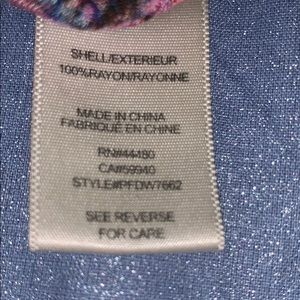 SHELL/EXTERIEUR
100%RAYON/RAYONNE
MADE IN CHINA
FABRIQUÉ EN CHINE
RN#44480
CA#59940
STYLE#PFDW7662
SEE REVERSE
FOR CARE